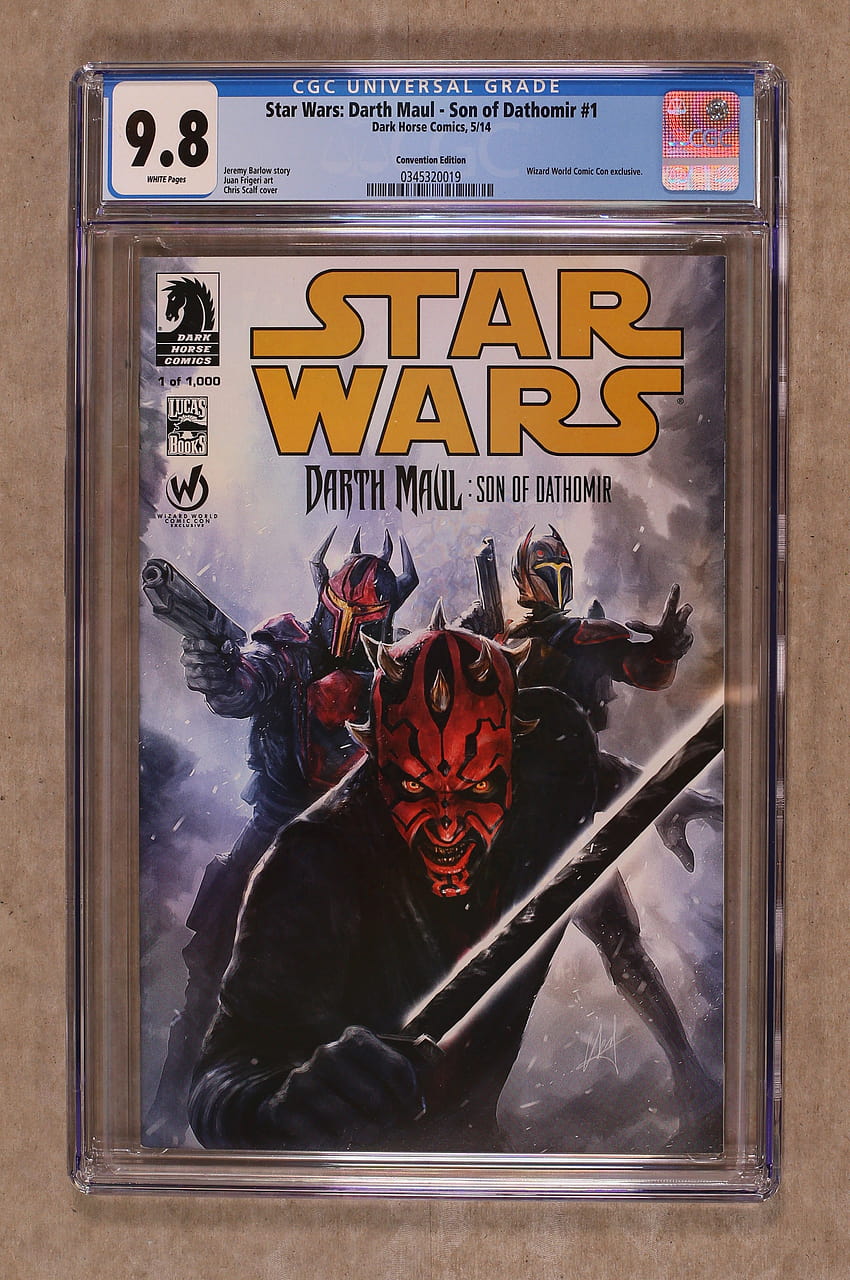 CGC UNIVERSAL GRADE
9.8
WHITE Pages
Star Wars: Darth Maul - Son of Dathomir #1
Dark Horse Comics, 5/14
Convention Edition
Jeremy Barlow story
Juan Frigeri art
Chris Scalf cover
0345320019
Wizard World Comic Con exclusive.
CGC
CGC
DARK
HORSE
COMICS
1 of 1,000
LUCAS
BOOKS
W
WIZARD WORLD
COMIC CON
EXCLUSIVE
STAR
WARS
®
DARTH MAUL: SON OF DATHOMIR